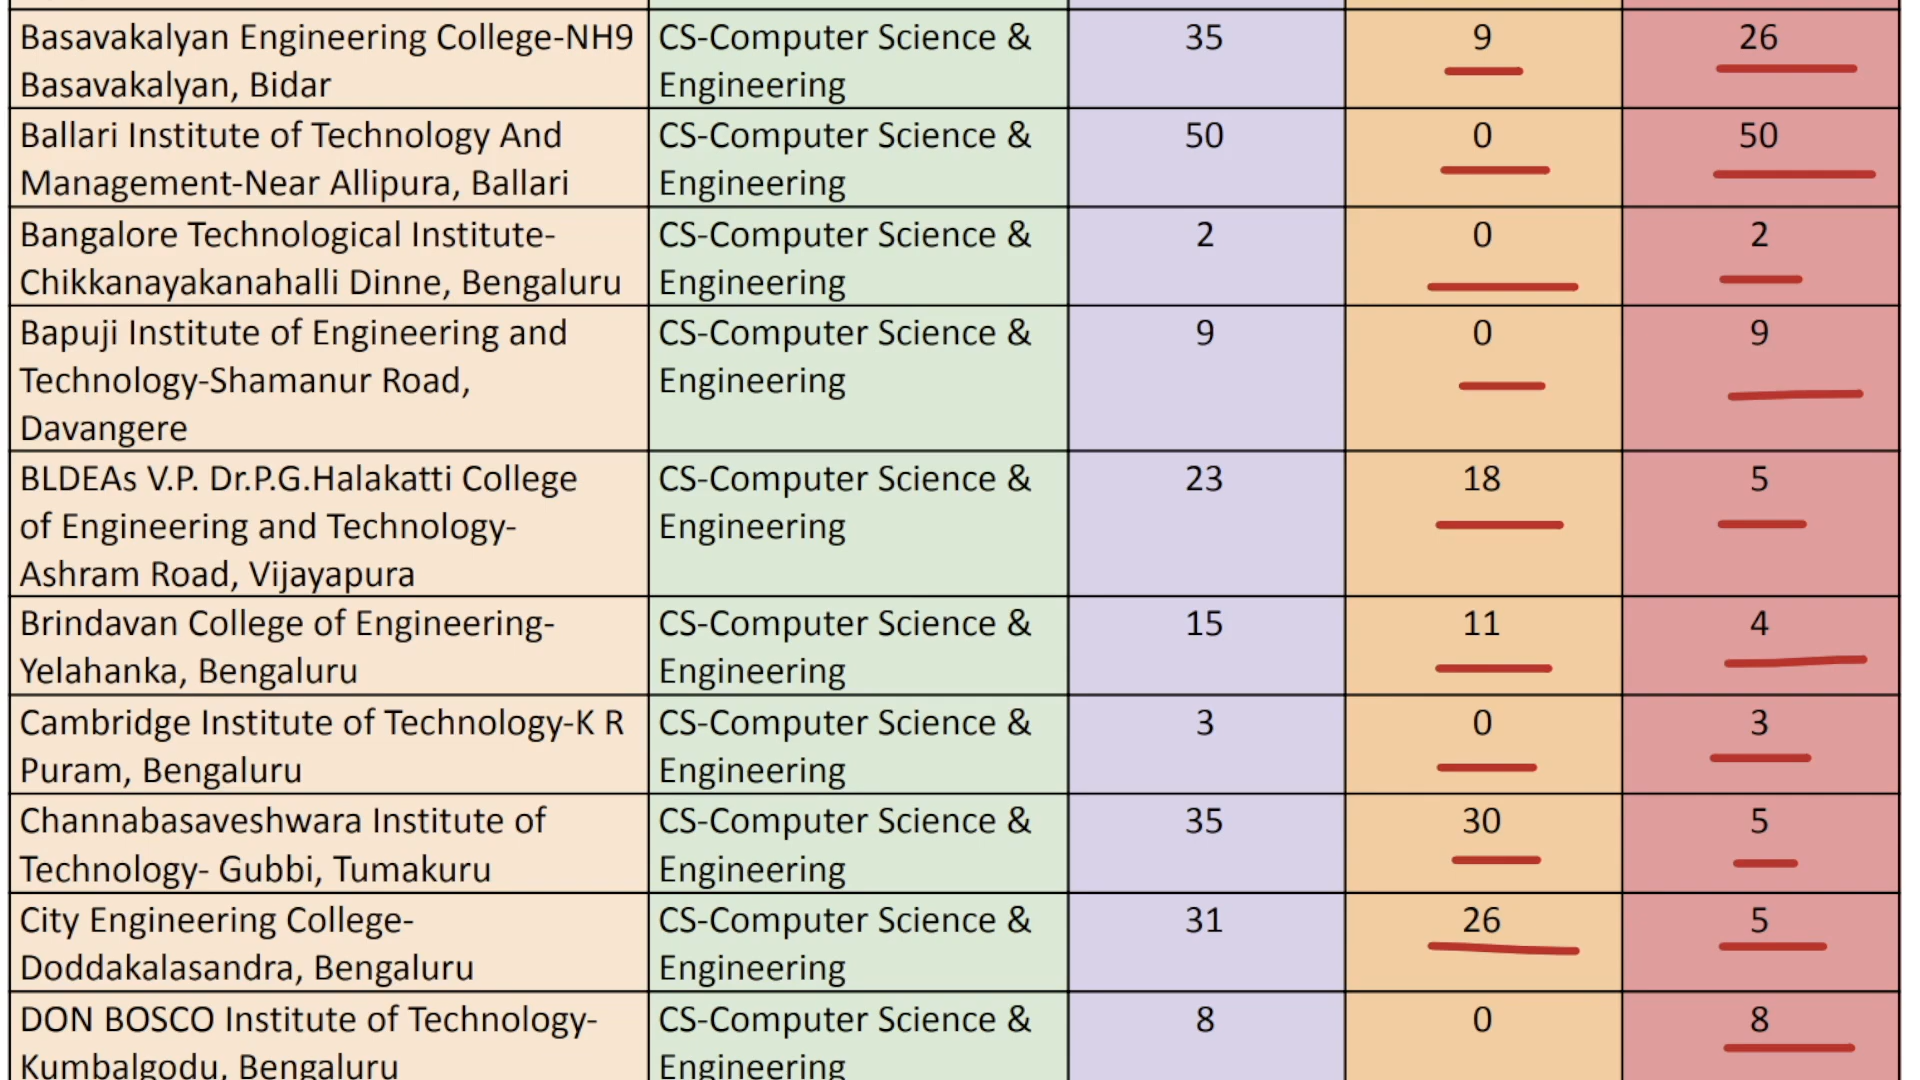 Basavakalyan Engineering College-NH9 CS-Computer Science & 35 9 26
Basavakalyan, Bidar Engineering
Ballari Institute of Technology And CS-Computer Science & 50 0 50
Management-Near Allipura, Ballari Engineering
Bangalore Technological Institute- CS-Computer Science & 2 0 2
Chikkanayakanahalli Dinne, Bengaluru Engineering
Bapuji Institute of Engineering and CS-Computer Science & 9 0 9
Technology-Shamanur Road, Engineering
Davangere
BLDEAs V.P. Dr.P.G.Halakatti College CS-Computer Science & 23 18 5
of Engineering and Technology- Engineering
Ashram Road, Vijayapura
Brindavan College of Engineering- CS-Computer Science & 15 11 4
Yelahanka, Bengaluru Engineering
Cambridge Institute of Technology-K R CS-Computer Science & 3 0 3
Puram, Bengaluru Engineering
Channabasaveshwara Institute of CS-Computer Science & 35 30 5
Technology- Gubbi, Tumakuru Engineering
City Engineering College- CS-Computer Science & 31 26 5
Doddakalasandra, Bengaluru Engineering
DON BOSCO Institute of Technology- CS-Computer Science & 8 0 8
Kumbalgodu, Bengaluru Engineering